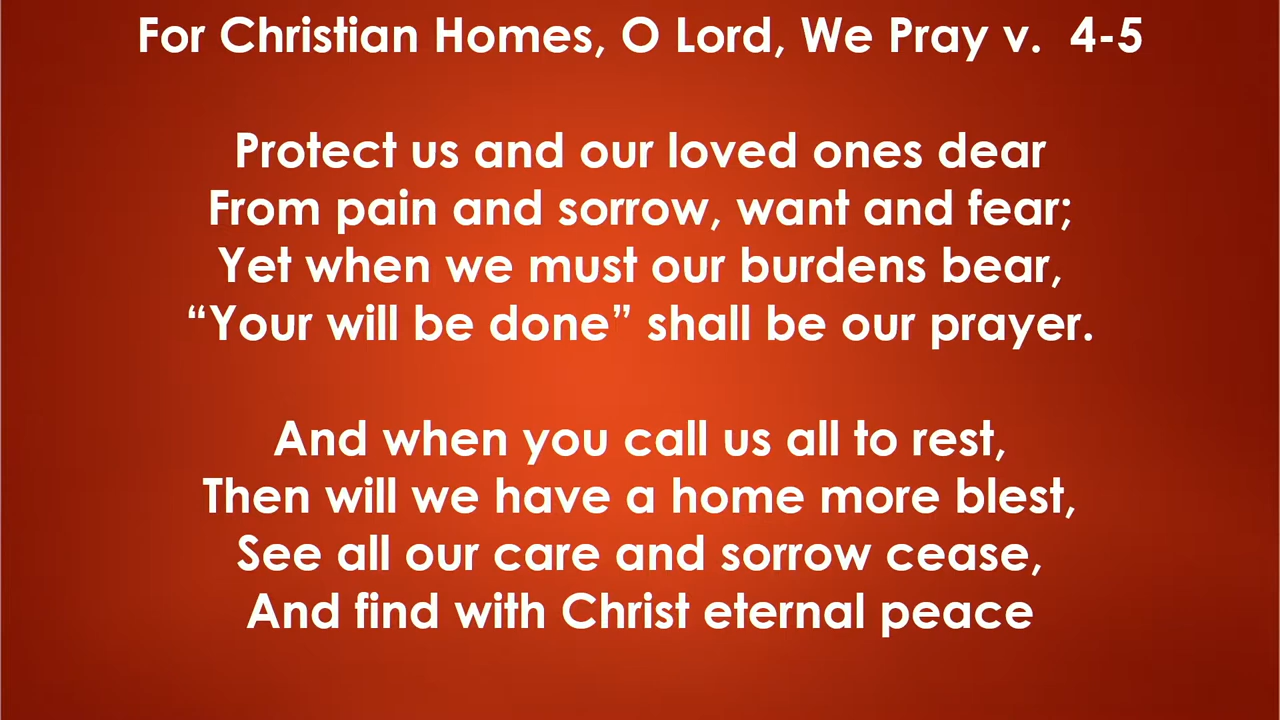 For Christian Homes, O Lord, We Pray v.  4-5
Protect us and our loved ones dear
From pain and sorrow, want and fear;
Yet when we must our burdens bear,
“Your will be done” shall be our prayer.
And when you call us all to rest,
Then will we have a home more blest,
See all our care and sorrow cease,
And find with Christ eternal peace